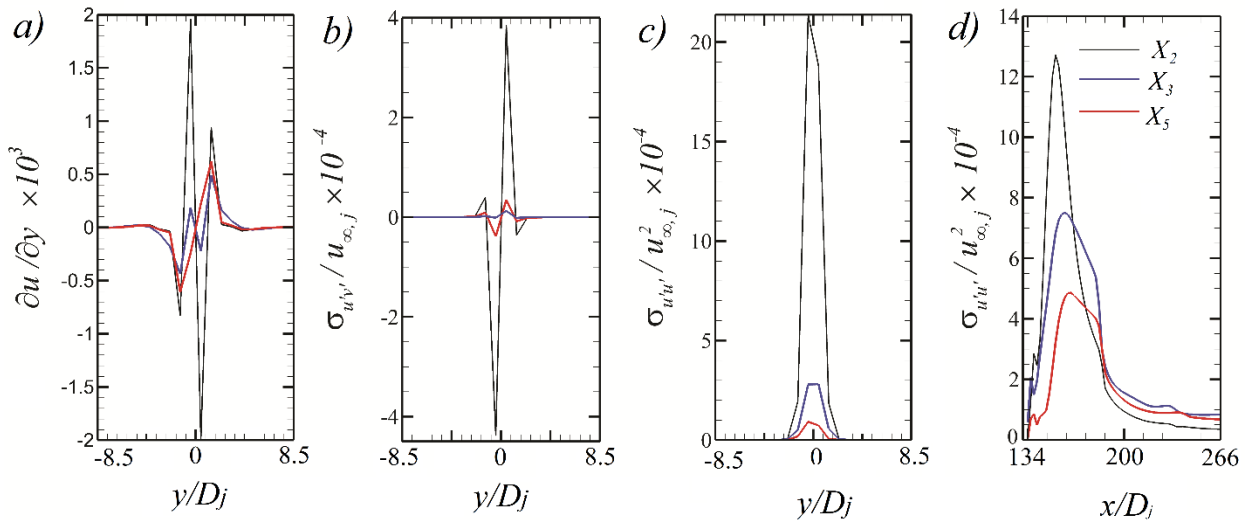 a)
2
1.5
1
0.5
0
-0.5
-1
-1.5
-2
-8.5 0 8.5
∂u/∂y ×10³
y/Dj
b)
4
2
0
-2
-4
-8.5 0 8.5
σu'v' / u∞,j ×10⁻⁴
y/Dj
c)
20
15
10
5
0
-8.5 0 8.5
σu'u' / u²∞,j ×10⁻⁴
y/Dj
d)
14
12
10
8
6
4
2
0
134 200 266
σu'u' / u²∞,j ×10⁻⁴
x/Dj
X₂
X₃
X₅